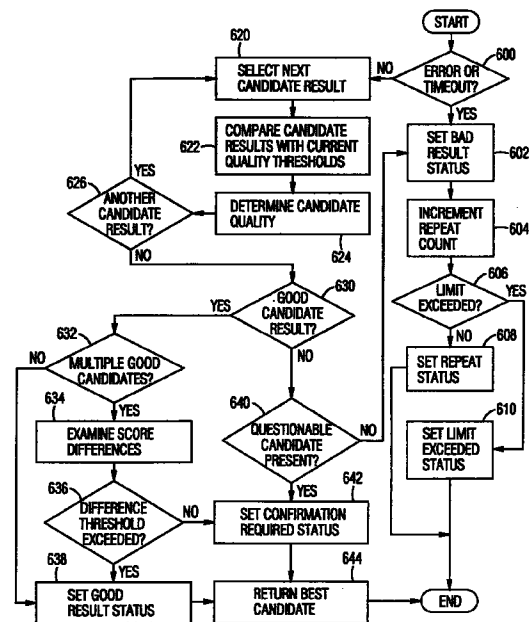 START
600
ERROR OR
TIMEOUT?
NO
YES
620
SELECT NEXT
CANDIDATE RESULT
622
COMPARE CANDIDATE
RESULTS WITH CURRENT
QUALITY THRESHOLDS
624
DETERMINE CANDIDATE
QUALITY
626
ANOTHER
CANDIDATE
RESULT?
YES
NO
602
SET BAD
RESULT
STATUS
604
INCREMENT
REPEAT
COUNT
606
LIMIT
EXCEEDED?
YES
NO
608
SET REPEAT
STATUS
610
SET LIMIT
EXCEEDED
STATUS
630
GOOD
CANDIDATE
RESULT?
YES
NO
632
MULTIPLE GOOD
CANDIDATES?
NO
YES
634
EXAMINE SCORE
DIFFERENCES
636
DIFFERENCE
THRESHOLD
EXCEEDED?
NO
YES
638
SET GOOD
RESULT STATUS
640
QUESTIONABLE
CANDIDATE
PRESENT?
NO
YES
642
SET CONFIRMATION
REQUIRED STATUS
644
RETURN BEST
CANDIDATE
END